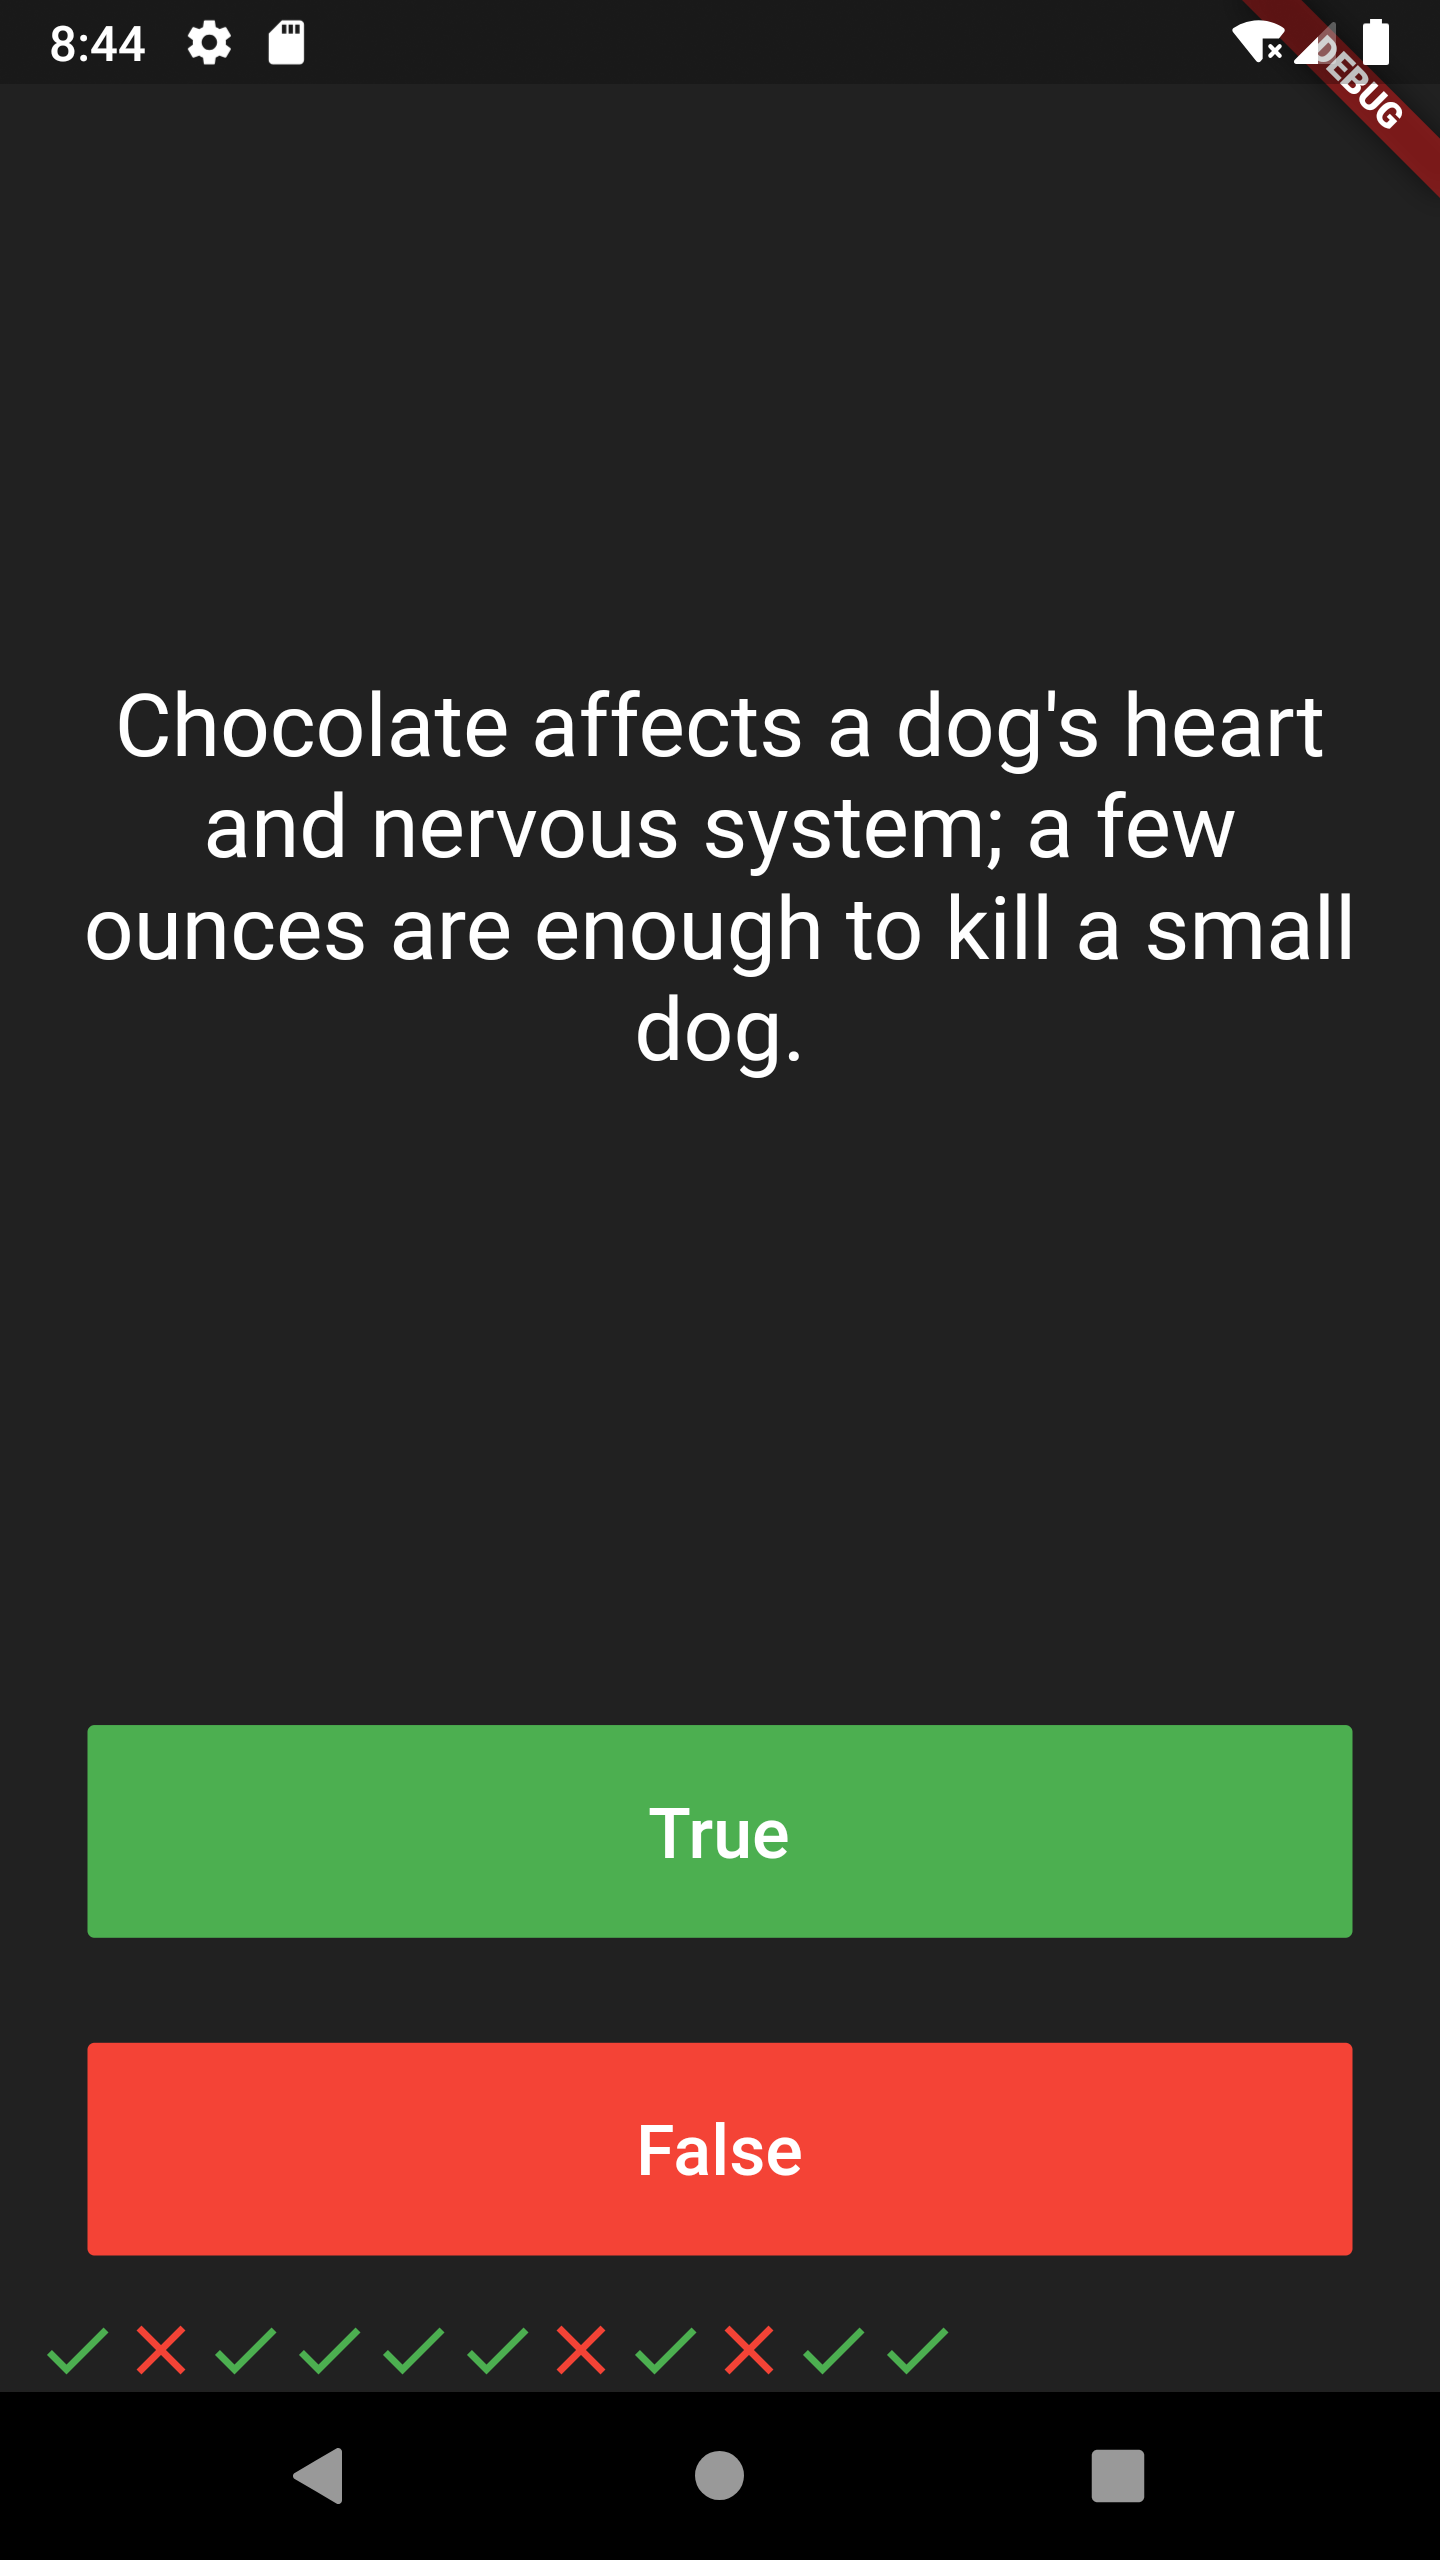 8:44
DEBUG
Chocolate affects a dog's heart
and nervous system; a few
ounces are enough to kill a small
dog.
True
False